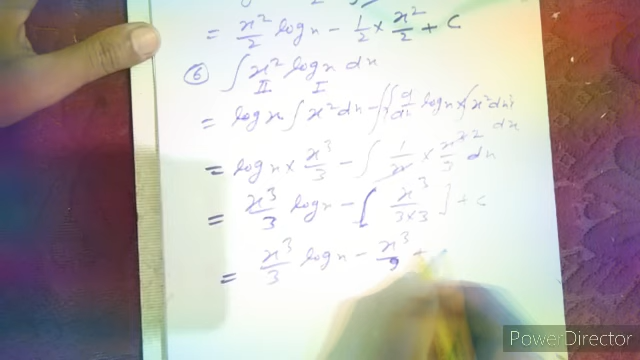 = x²/2 log x - 1/2 × x²/2 + C
⑥ ∫ x² log x dx
II I
= log x ∫ x² dx - ∫ { d/dx log x × ∫ x² dx } dx
= log x × x³/3 - ∫ 1/x × x³/3 dx
= x³/3 log x - [ x³/3×3 ] + C
= x³/3 log x - x³/9 +
PowerDirector